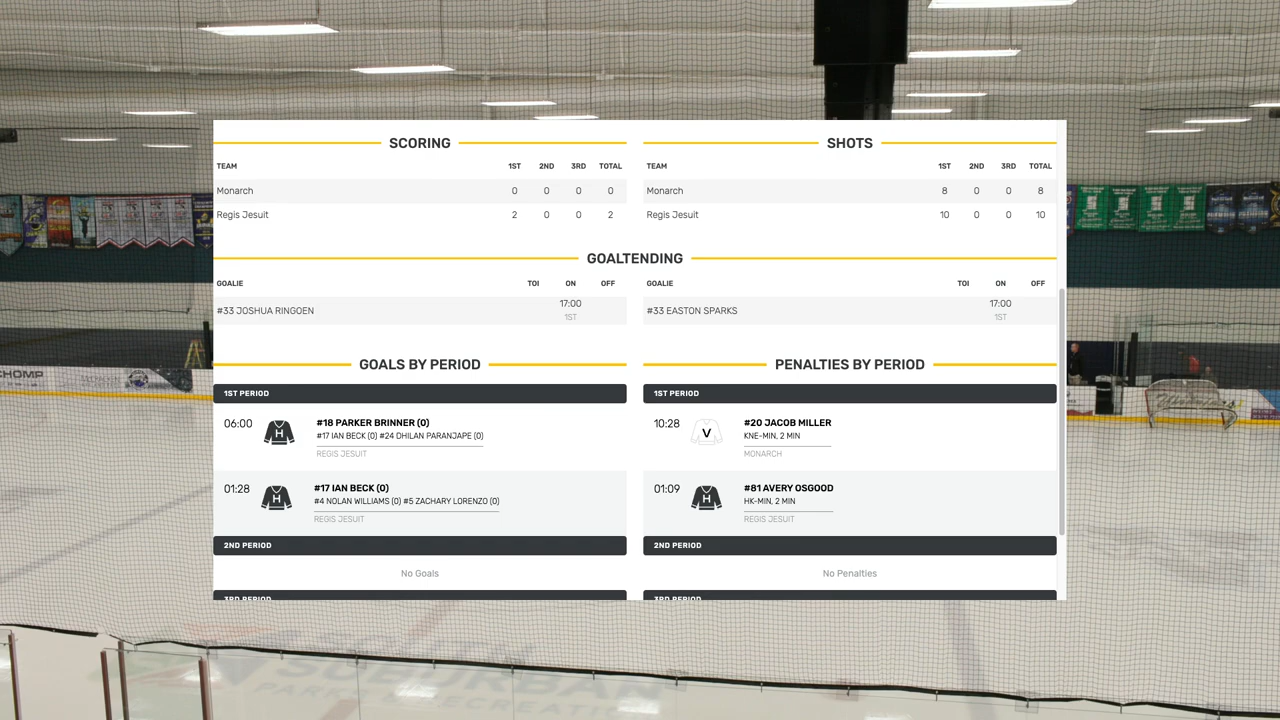 SCORING
TEAM 1ST 2ND 3RD TOTAL
Monarch 0 0 0 0
Regis Jesuit 2 0 0 2
SHOTS
TEAM 1ST 2ND 3RD TOTAL
Monarch 8 0 0 8
Regis Jesuit 10 0 0 10
GOALTENDING
GOALIE TOI ON OFF
#33 JOSHUA RINGOEN 17:00
1ST
GOALIE TOI ON OFF
#33 EASTON SPARKS 17:00
1ST
GOALS BY PERIOD
1ST PERIOD
06:00 H #18 PARKER BRINNER (0)
#17 IAN BECK (0) #24 DHILAN PARANJAPE (0)
REGIS JESUIT
01:28 H #17 IAN BECK (0)
#4 NOLAN WILLIAMS (0) #5 ZACHARY LORENZO (0)
REGIS JESUIT
2ND PERIOD
No Goals
3RD PERIOD
PENALTIES BY PERIOD
1ST PERIOD
10:28 V #20 JACOB MILLER
KNE-MIN, 2 MIN
MONARCH
01:09 H #81 AVERY OSGOOD
HK-MIN, 2 MIN
REGIS JESUIT
2ND PERIOD
No Penalties
3RD PERIOD